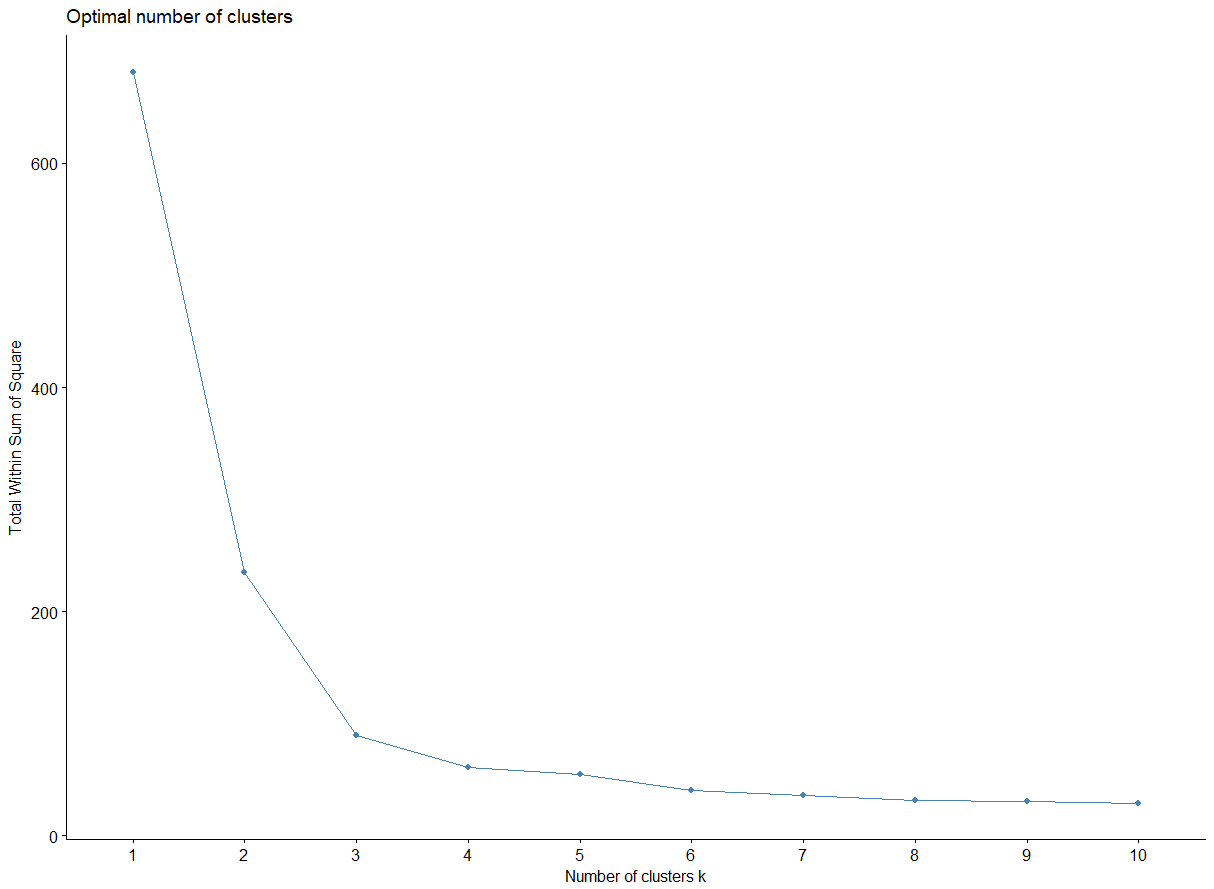 Optimal number of clusters
Total Within Sum of Square
600
400
200
0
1 2 3 4 5 6 7 8 9 10
Number of clusters k